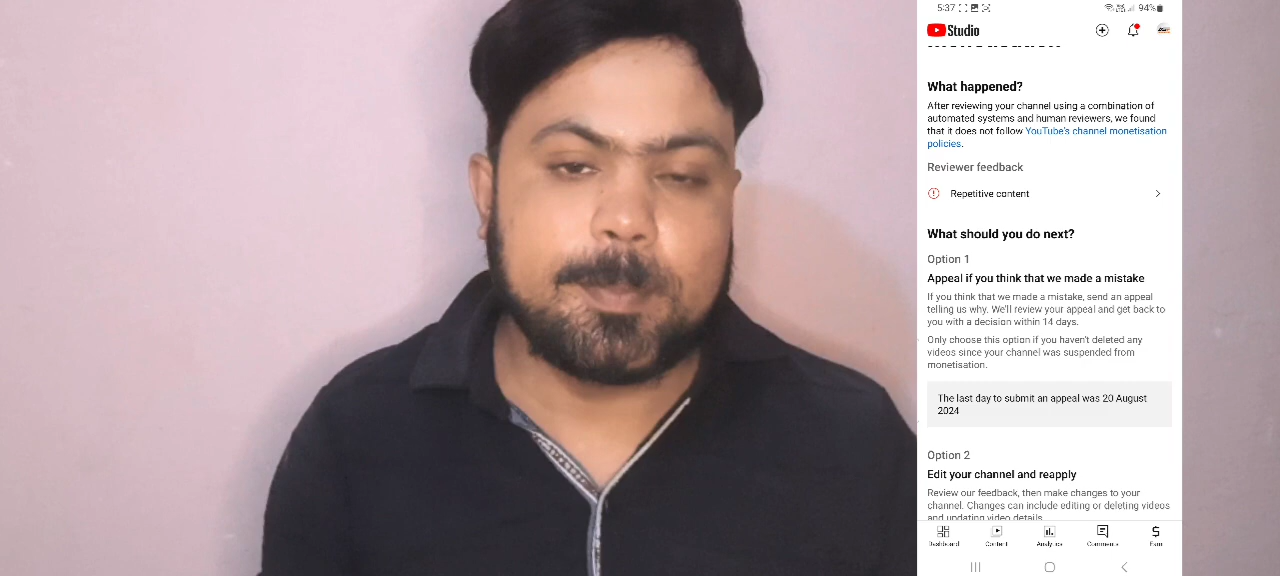 5:37
94%
Studio
What happened?
After reviewing your channel using a combination of
automated systems and human reviewers, we found
that it does not follow YouTube's channel monetisation
policies.
Reviewer feedback
Repetitive content
What should you do next?
Option 1
Appeal if you think that we made a mistake
If you think that we made a mistake, send an appeal
telling us why. We'll review your appeal and get back to
you with a decision within 14 days.
Only choose this option if you haven't deleted any
videos since your channel was suspended from
monetisation.
The last day to submit an appeal was 20 August
2024
Option 2
Edit your channel and reapply
Review our feedback, then make changes to your
channel. Changes can include editing or deleting videos
and updating video details
Dashboard
Content
Analytics
Comments
Earn